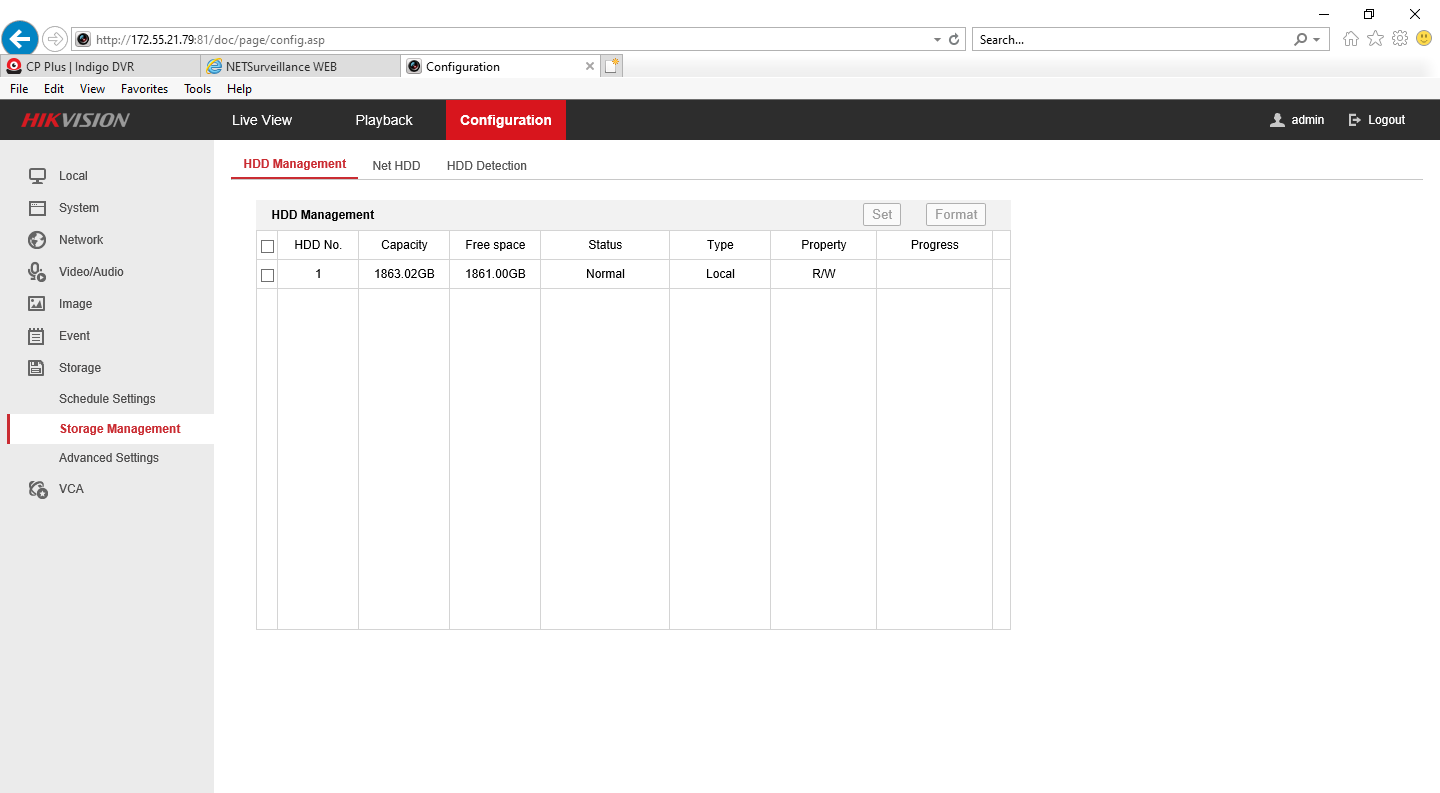 http://172.55.21.79:81/doc/page/config.asp
Search...
CP Plus | Indigo DVR
NETSurveillance WEB
Configuration
File Edit View Favorites Tools Help
HIKVISION Live View Playback Configuration admin Logout
HDD Management Net HDD HDD Detection
Local
System
Network
Video/Audio
Image
Event
Storage
Schedule Settings
Storage Management
Advanced Settings
VCA
HDD Management Set Format
HDD No. Capacity Free space Status Type Property Progress
1 1863.02GB 1861.00GB Normal Local R/W